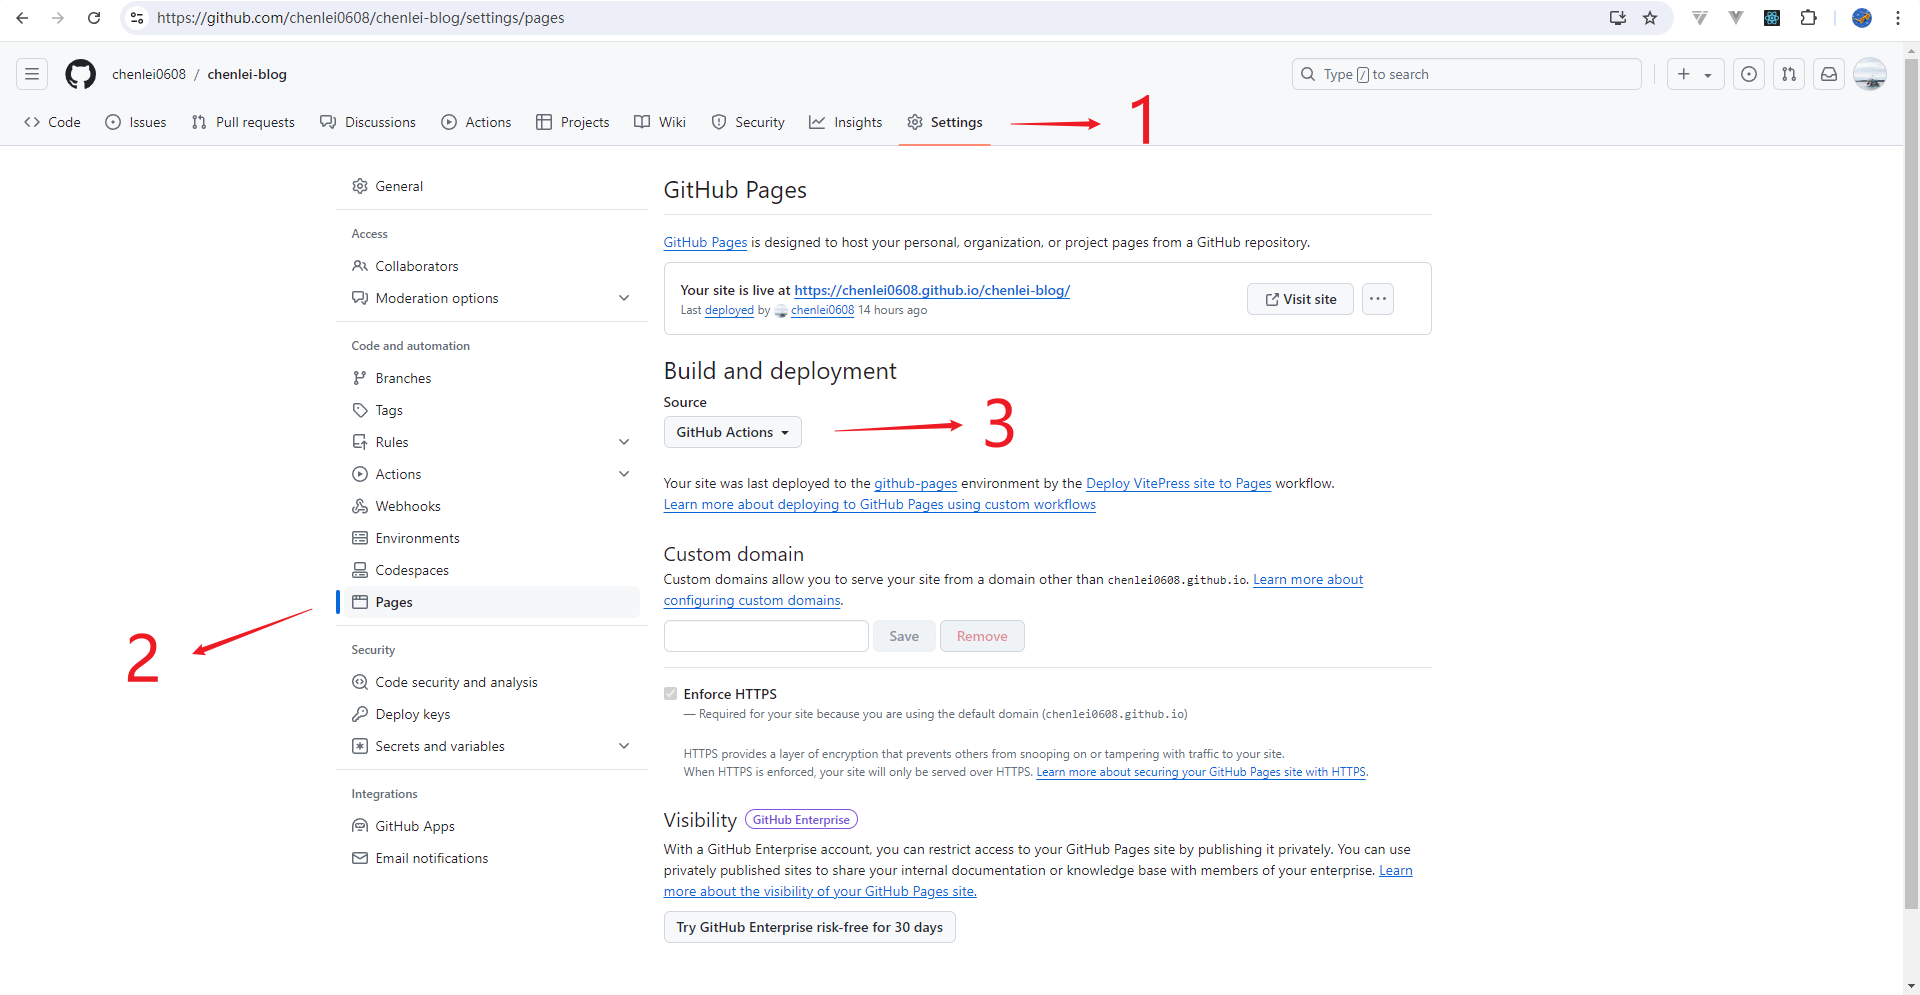 https://github.com/chenlei0608/chenlei-blog/settings/pages
chenlei0608 / chenlei-blog
Type / to search
Code Issues Pull requests Discussions Actions Projects Wiki Security Insights Settings
1
General
Access
Collaborators
Moderation options
Code and automation
Branches
Tags
Rules
Actions
Webhooks
Environments
Codespaces
Pages
2
Security
Code security and analysis
Deploy keys
Secrets and variables
Integrations
GitHub Apps
Email notifications
GitHub Pages
GitHub Pages is designed to host your personal, organization, or project pages from a GitHub repository.
Your site is live at https://chenlei0608.github.io/chenlei-blog/
Last deployed by chenlei0608 14 hours ago
Visit site
Build and deployment
Source
GitHub Actions
3
Your site was last deployed to the github-pages environment by the Deploy VitePress site to Pages workflow.
Learn more about deploying to GitHub Pages using custom workflows
Custom domain
Custom domains allow you to serve your site from a domain other than chenlei0608.github.io. Learn more about
configuring custom domains.
Save Remove
Enforce HTTPS
— Required for your site because you are using the default domain (chenlei0608.github.io)
HTTPS provides a layer of encryption that prevents others from snooping on or tampering with traffic to your site.
When HTTPS is enforced, your site will only be served over HTTPS. Learn more about securing your GitHub Pages site with HTTPS.
Visibility GitHub Enterprise
With a GitHub Enterprise account, you can restrict access to your GitHub Pages site by publishing it privately. You can use
privately published sites to share your internal documentation or knowledge base with members of your enterprise. Learn
more about the visibility of your GitHub Pages site.
Try GitHub Enterprise risk-free for 30 days